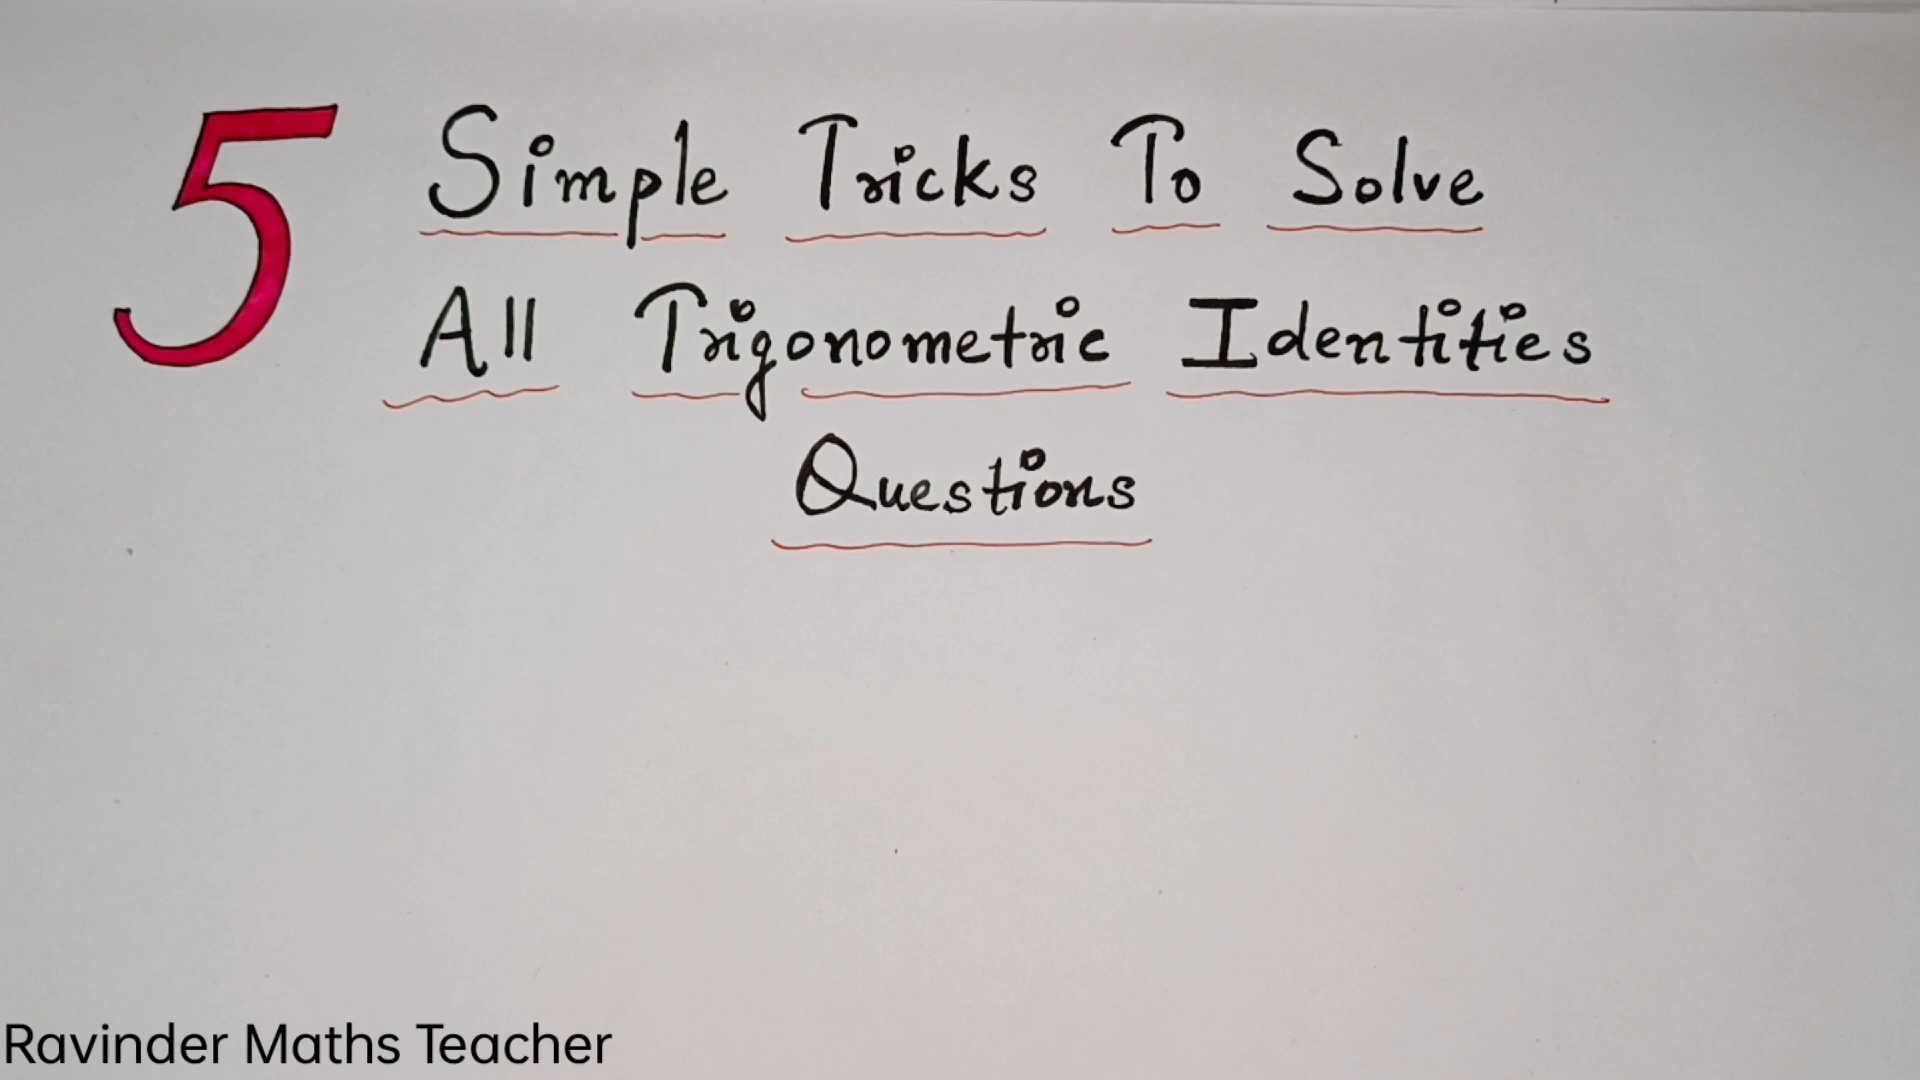 5 Simple Tricks To Solve
All Trigonometric Identities
Questions
Ravinder Maths Teacher